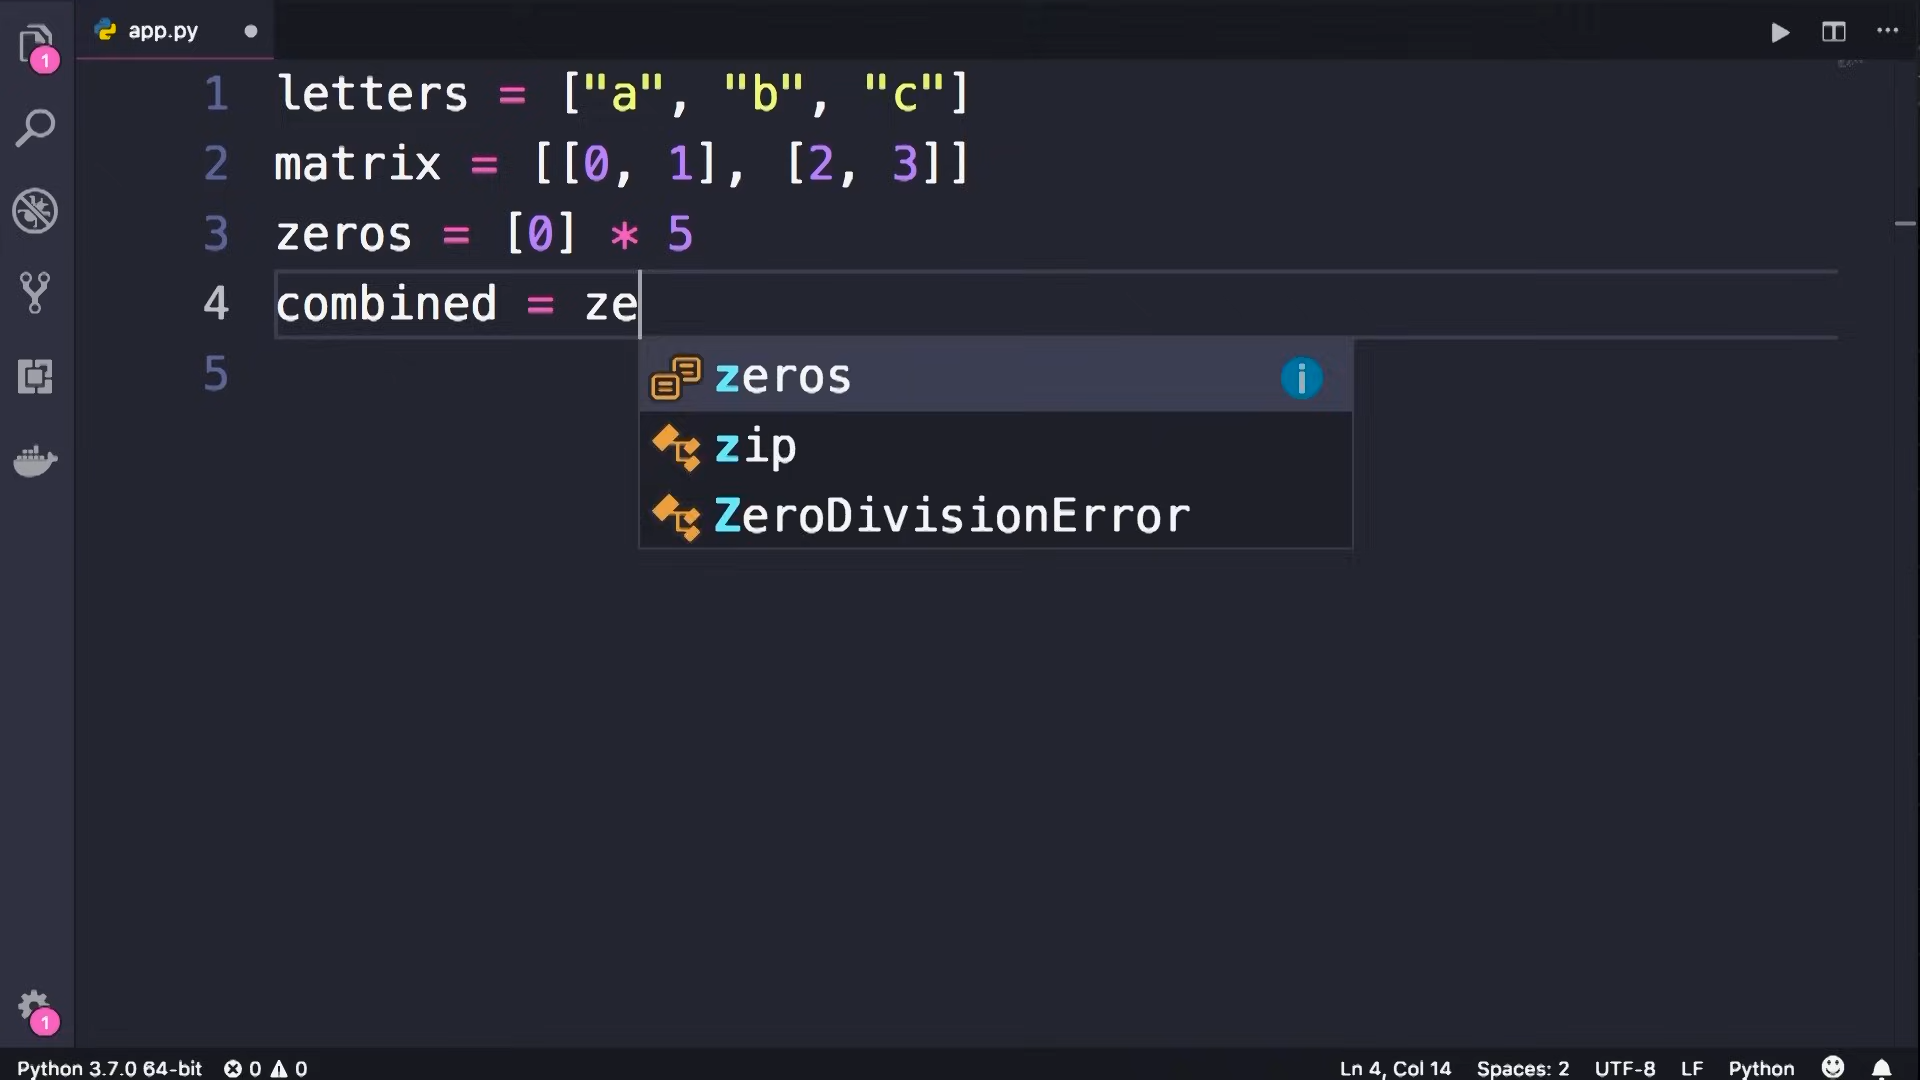 app.py
1
1 letters = ["a", "b", "c"]
2 matrix = [[0, 1], [2, 3]]
3 zeros = [0] * 5
4 combined = ze
5
zeros
zip
ZeroDivisionError
1
Python 3.7.0 64-bit 0 0 Ln 4, Col 14 Spaces: 2 UTF-8 LF Python